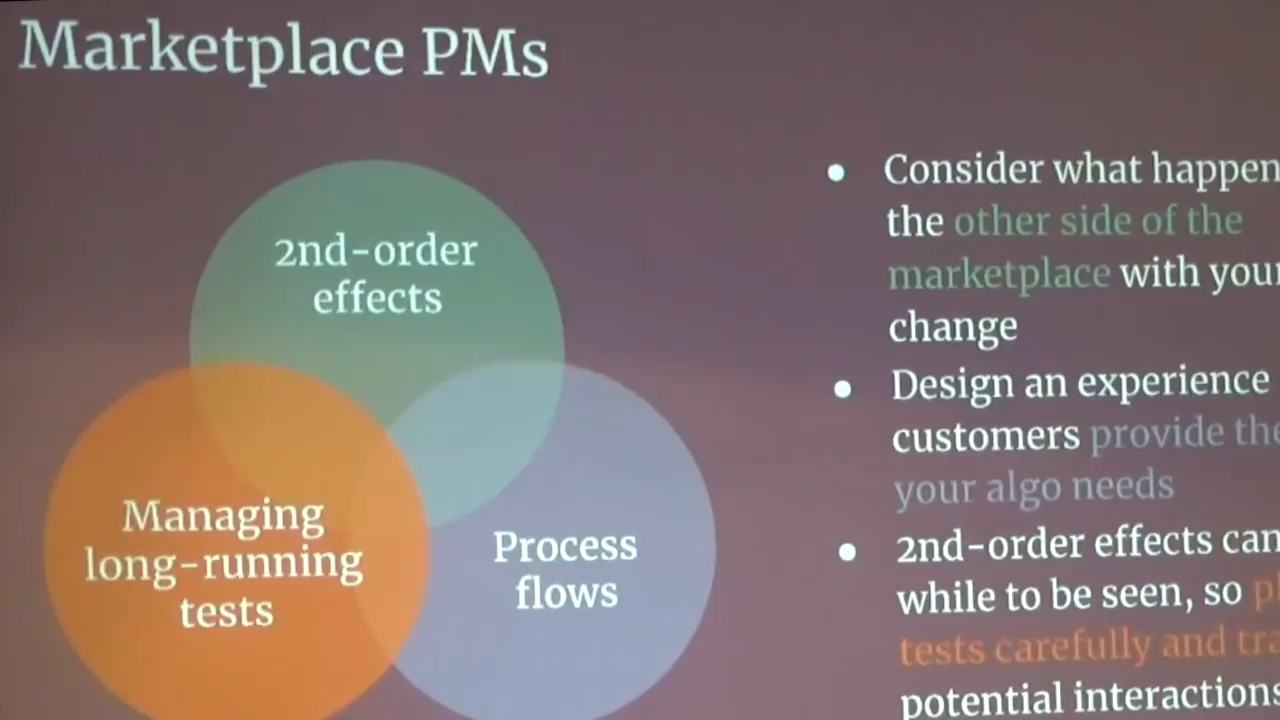 Marketplace PMs
2nd-order
effects
Managing
long-running
tests
Process
flows
• Consider what happen
the other side of the
marketplace with your
change
• Design an experience
customers provide the
your algo needs
• 2nd-order effects can
while to be seen, so
tests carefully and tra
potential interactions